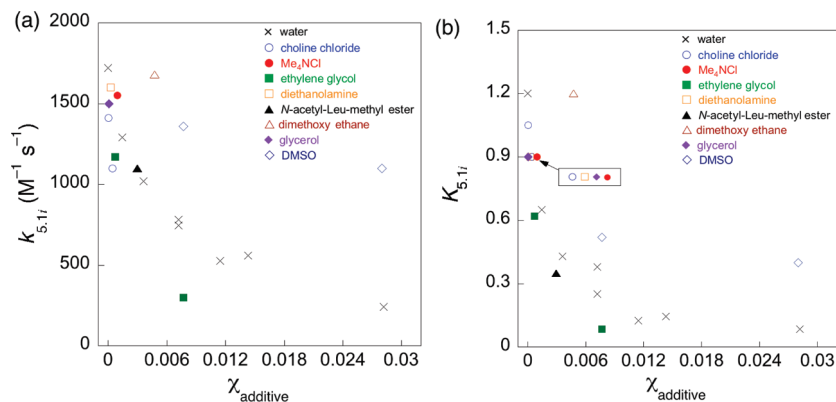 (a)
2000
1500
1000
500
0
k5.1i (M−1 s−1)
0
0.006
0.012
0.018
0.024
0.03
χadditive
water
choline chloride
Me4NCl
ethylene glycol
diethanolamine
N-acetyl-Leu-methyl ester
dimethoxy ethane
glycerol
DMSO
(b)
1.5
1.2
0.9
0.6
0.3
0
K5.1i
0
0.006
0.012
0.018
0.024
0.03
χadditive
water
choline chloride
Me4NCl
ethylene glycol
diethanolamine
N-acetyl-Leu-methyl ester
dimethoxy ethane
glycerol
DMSO